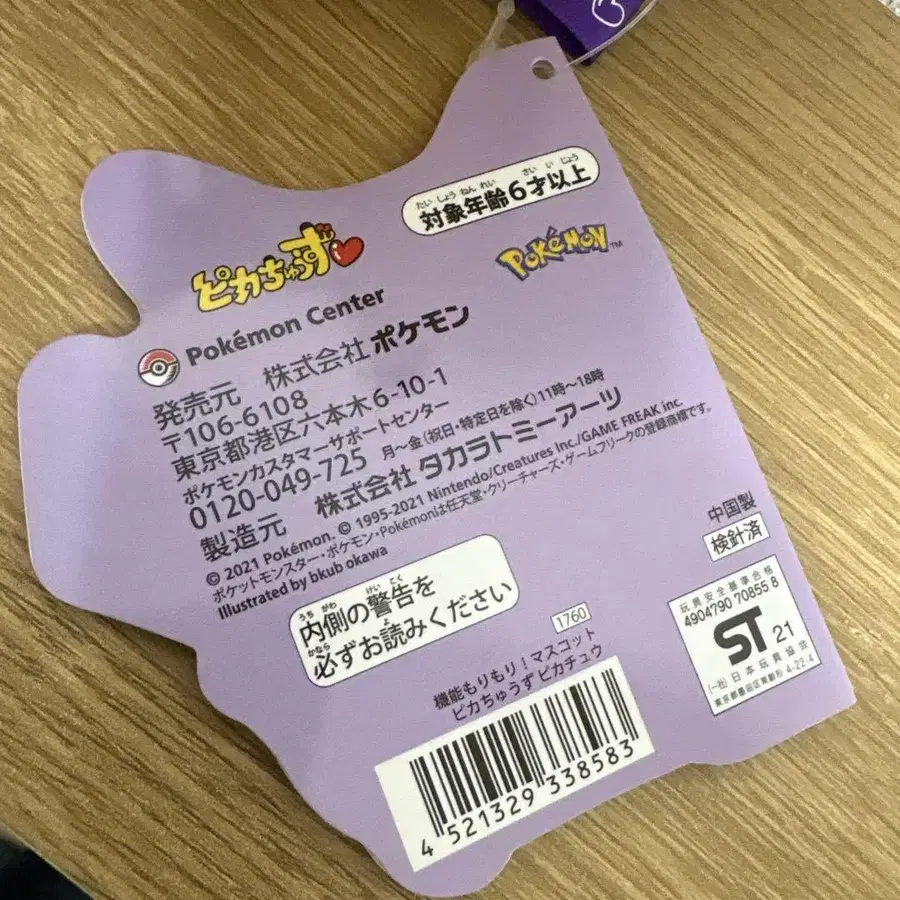 たいしょうねんれい さいいじょう
対象年齢6才以上
ピカちゅうず
POKÉMON™
Pokémon Center
発売元 株式会社 ポケモン
〒106-6108
東京都港区六本木6-10-1
ポケモンカスタマーサポートセンター
0120-049-725 月~金(祝日・特定日を除く)11時~18時
製造元 株式会社 タカラトミーアーツ
© 2021 Pokémon. © 1995-2021 Nintendo/Creatures Inc./GAME FREAK inc.
ポケットモンスター・ポケモン・Pokémonは任天堂・クリーチャーズ・ゲームフリークの登録商標です。
Illustrated by bkub okawa
中国製
検針済
うちがわ けいこく
内側の警告を
かなら よ
必ずお読みください
玩具安全基準合格
4904790 70855 8
ST 21
(一社)日本玩具協会
東京都墨田区東駒形 4-22-4
1760
機能もりもり!マスコット
ピカちゅうず ピカチュウ
4 521329 338583